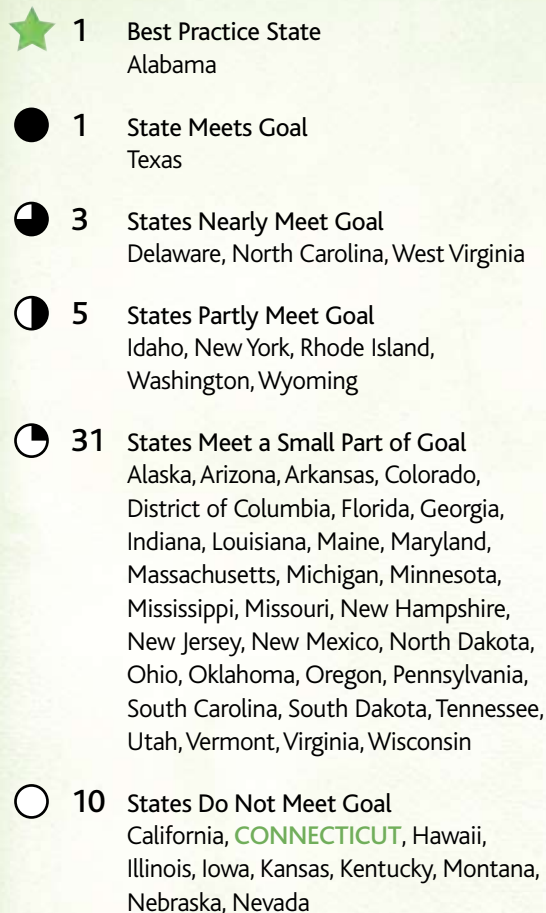 1 Best Practice State
Alabama
1 State Meets Goal
Texas
3 States Nearly Meet Goal
Delaware, North Carolina, West Virginia
5 States Partly Meet Goal
Idaho, New York, Rhode Island,
Washington, Wyoming
31 States Meet a Small Part of Goal
Alaska, Arizona, Arkansas, Colorado,
District of Columbia, Florida, Georgia,
Indiana, Louisiana, Maine, Maryland,
Massachusetts, Michigan, Minnesota,
Mississippi, Missouri, New Hampshire,
New Jersey, New Mexico, North Dakota,
Ohio, Oklahoma, Oregon, Pennsylvania,
South Carolina, South Dakota, Tennessee,
Utah, Vermont, Virginia, Wisconsin
10 States Do Not Meet Goal
California, CONNECTICUT, Hawaii,
Illinois, Iowa, Kansas, Kentucky, Montana,
Nebraska, Nevada